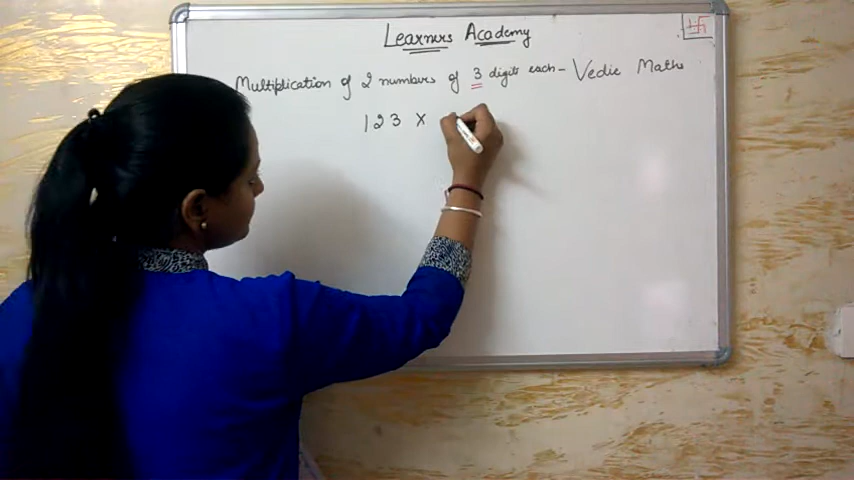 Learners Academy
Multiplication of 2 numbers of 3 digits each - Vedic Maths
123 ×